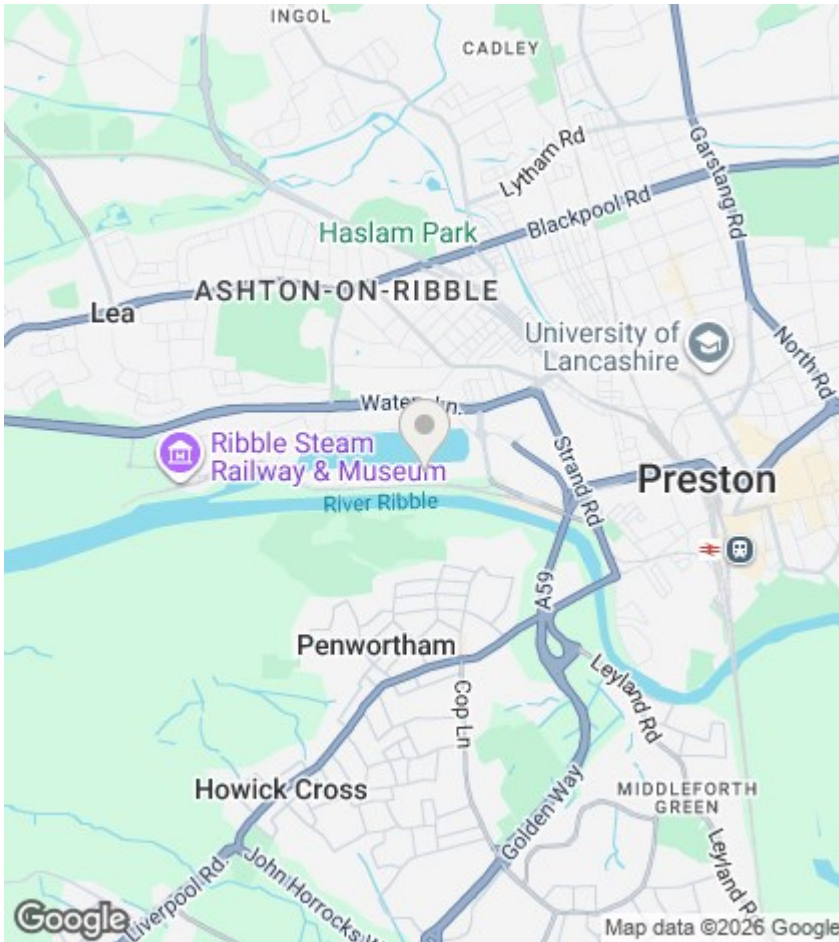 INGOL
CADLEY
Lytham Rd
Garstang Rd
Blackpool Rd
Haslam Park
ASHTON-ON-RIBBLE
Lea
University of
Lancashire
North Rd
Ln.
Ribble Steam
Railway & Museum
Strand Rd
Preston
River Ribble
A59
Penwortham
Leyland Rd
Cop Ln
Howick Cross
MIDDLEFORTH
GREEN
Golden Way
Liverpool Rd.
John Horrocks
Leyland
Google
Map data ©2026 Google